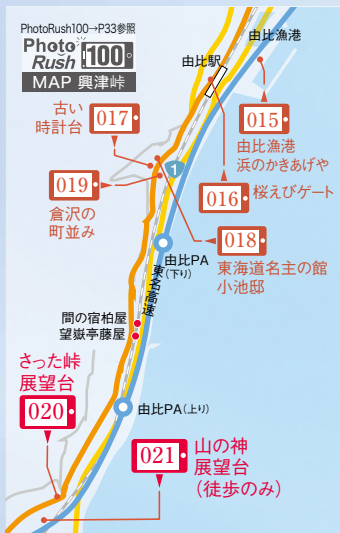 PhotoRush100→P33参照
Photo
Rush 100
MAP 興津峠
由比漁港
由比駅
古い
時計台
017
015
由比漁港
浜のかきあげや
019
倉沢の
町並み
1
016 桜えびゲート
018
東海道名主の館
小池邸
由比PA
(下り)
東名高速
間の宿柏屋
望嶽亭藤屋
さった峠
展望台
020
由比PA(上り)
021
山の神
展望台
(徒歩のみ)